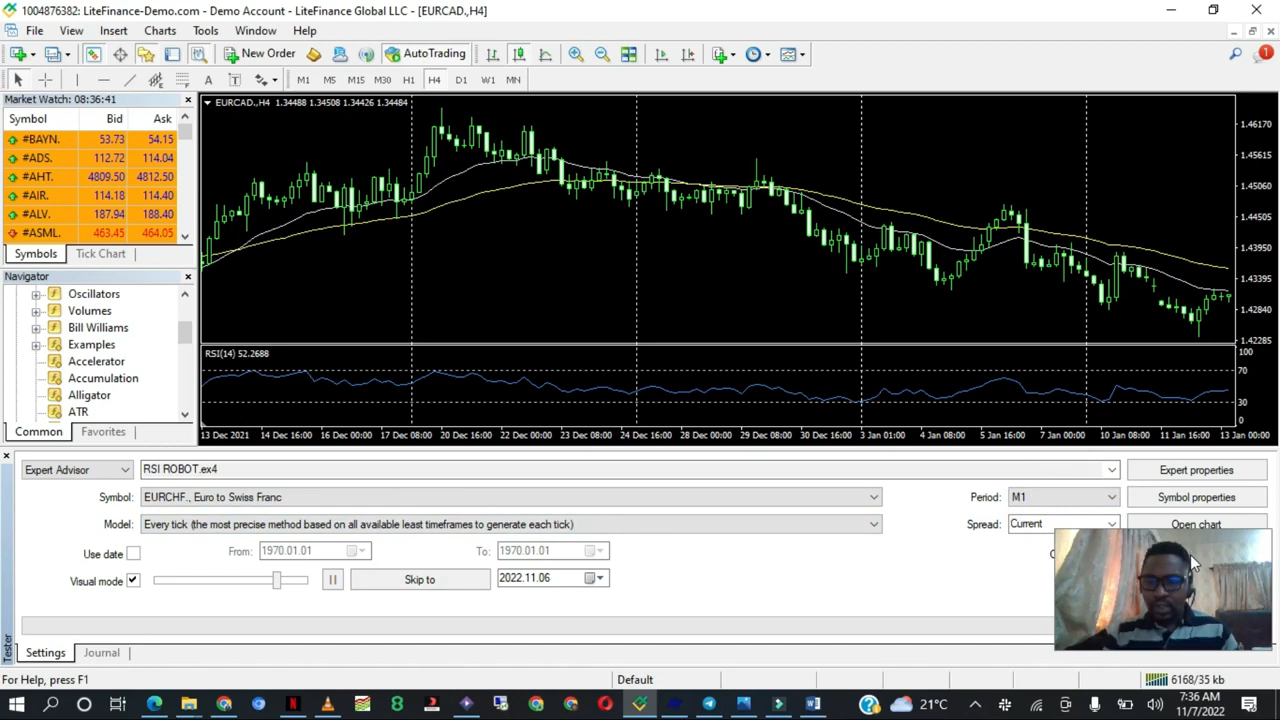 1004876382: LiteFinance-Demo.com - Demo Account - LiteFinance Global LLC - [EURCAD.,H4]
File View Insert Charts Tools Window Help
New Order AutoTrading 1
A T M1 M5 M15 M30 H1 H4 D1 W1 MN
Market Watch: 08:36:41
Symbol Bid Ask
#BAYN. 53.73 54.15
#ADS. 112.72 114.04
#AHT. 4809.50 4812.50
#AIR. 114.18 114.40
#ALV. 187.94 188.40
#ASML. 463.45 464.05
Symbols Tick Chart
Navigator
Oscillators
Volumes
Bill Williams
Examples
Accelerator
Accumulation
Alligator
ATR
Common Favorites
EURCAD.,H4 1.34488 1.34508 1.34426 1.34484
1.46170
1.45615
1.45060
1.44505
1.43950
1.43395
1.42840
1.42285
RSI(14) 52.2688
100
70
30
0
13 Dec 2021 14 Dec 16:00 16 Dec 00:00 17 Dec 08:00 20 Dec 16:00 22 Dec 00:00 23 Dec 08:00 24 Dec 16:00 28 Dec 00:00 29 Dec 08:00 30 Dec 16:00 3 Jan 01:00 4 Jan 08:00 5 Jan 16:00 7 Jan 00:00 10 Jan 08:00 11 Jan 16:00 13 Jan 00:00
Expert Advisor RSI ROBOT.ex4 Expert properties
Symbol: EURCHF., Euro to Swiss Franc Period: M1 Symbol properties
Model: Every tick (the most precise method based on all available least timeframes to generate each tick) Spread: Current Open chart
Use date From: 1970.01.01 To: 1970.01.01
Visual mode Skip to 2022.11.06
Tester
Settings Journal
For Help, press F1 Default 6168/35 kb
21°C 7:36 AM
11/7/2022